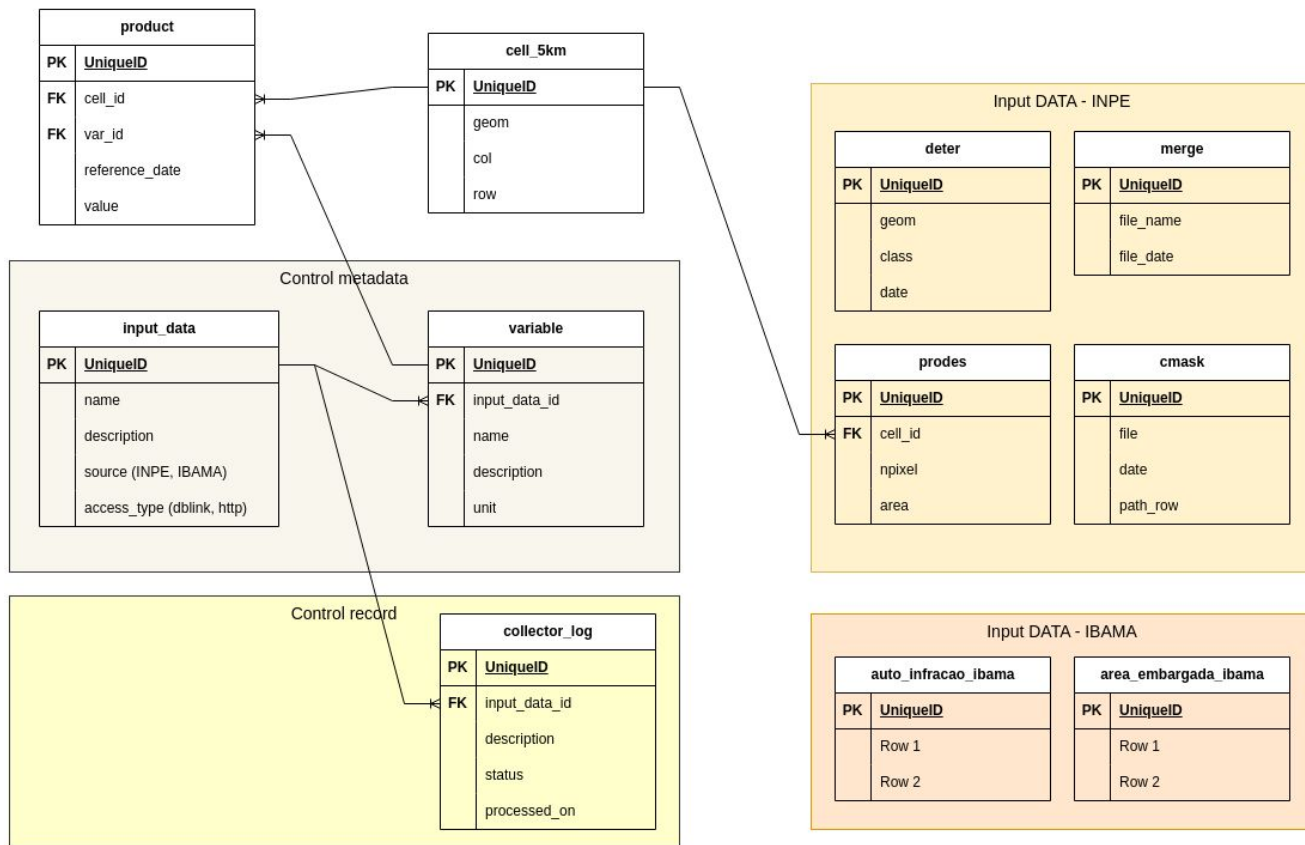 product
PK UniqueID
FK cell_id
FK var_id
reference_date
value
cell_5km
PK UniqueID
geom
col
row
Control metadata
input_data
PK UniqueID
name
description
source (INPE, IBAMA)
access_type (dblink, http)
variable
PK UniqueID
FK input_data_id
name
description
unit
Control record
collector_log
PK UniqueID
FK input_data_id
description
status
processed_on
Input DATA - INPE
deter
PK UniqueID
geom
class
date
merge
PK UniqueID
file_name
file_date
prodes
PK UniqueID
FK cell_id
npixel
area
cmask
PK UniqueID
file
date
path_row
Input DATA - IBAMA
auto_infracao_ibama
PK UniqueID
Row 1
Row 2
area_embargada_ibama
PK UniqueID
Row 1
Row 2